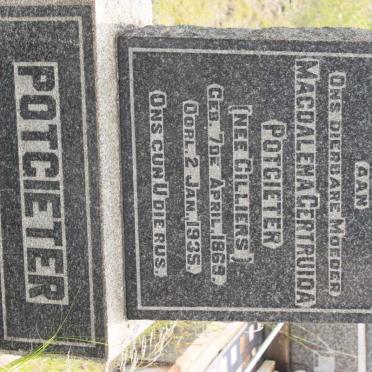 AAN
ONS DIERBARE MOEDER
MAGDALENA GERTRUIDA
POTGIETER
(NEE CILLIERS)
GEB. 7DE APRIL 1869.
OORL. 2 JAN. 1935.
ONS GUN U DIE RUS.
POTGIETER